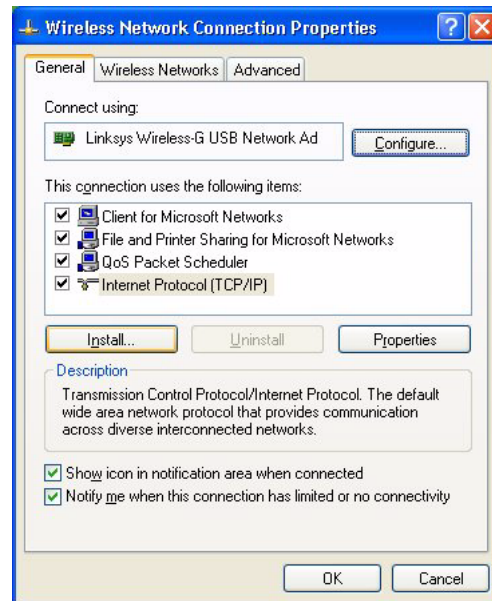 Wireless Network Connection Properties
General Wireless Networks Advanced
Connect using:
Linksys Wireless-G USB Network Ad
Configure...
This connection uses the following items:
Client for Microsoft Networks
File and Printer Sharing for Microsoft Networks
QoS Packet Scheduler
Internet Protocol (TCP/IP)
Install... Uninstall Properties
Description
Transmission Control Protocol/Internet Protocol. The default
wide area network protocol that provides communication
across diverse interconnected networks.
Show icon in notification area when connected
Notify me when this connection has limited or no connectivity
OK Cancel